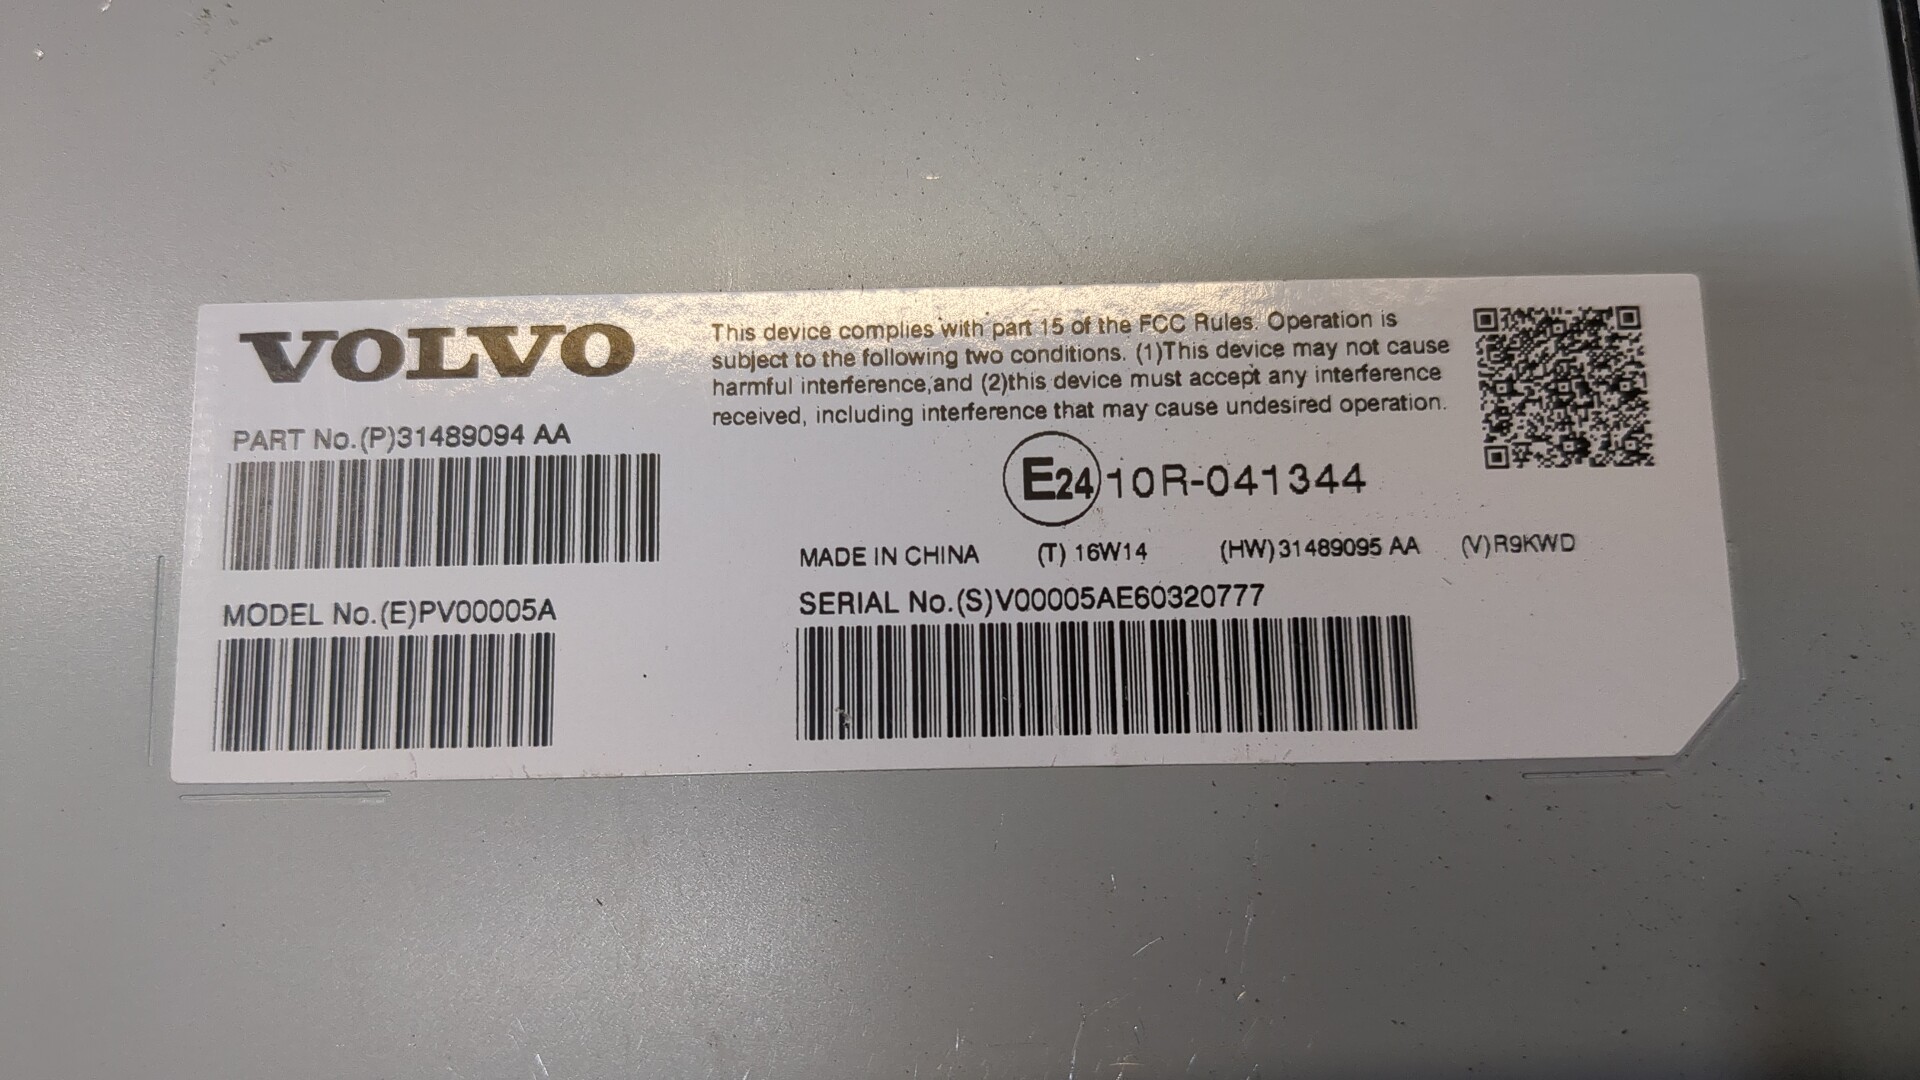 VOLVO
This device complies with part 15 of the FCC Rules. Operation is
subject to the following two conditions. (1)This device may not cause
harmful interference,and (2)this device must accept any interference
received, including interference that may cause undesired operation.
PART No.(P)31489094 AA
E24 10R-041344
MADE IN CHINA (T) 16W14 (HW)31489095 AA (V)R9KWD
MODEL No.(E)PV00005A
SERIAL No.(S)V00005AE60320777